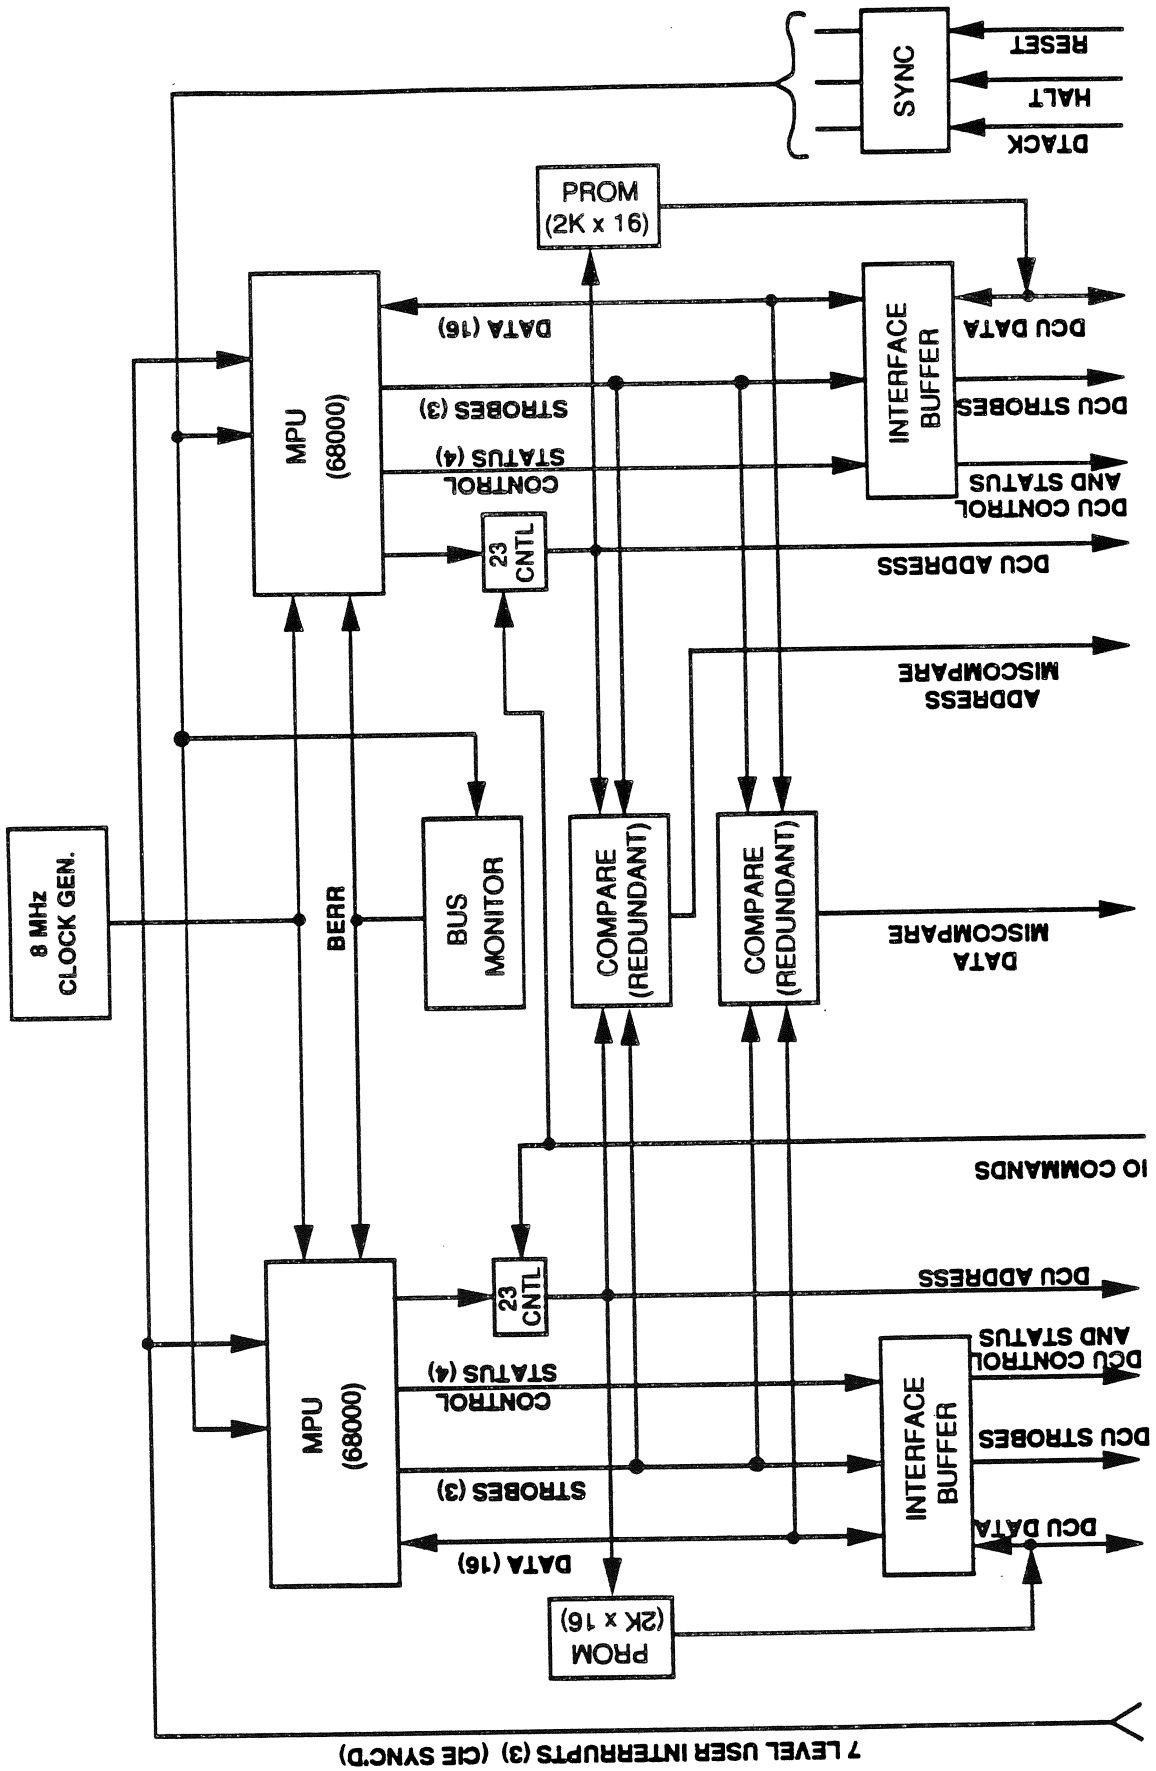 8 MHz
CLOCK GEN.
MPU
(68000)
MPU
(68000)
BERR
BUS
MONITOR
23
CNTL
23
CNTL
PROM
(2K x 16)
PROM
(2K x 16)
COMPARE
(REDUNDANT)
COMPARE
(REDUNDANT)
INTERFACE
BUFFER
INTERFACE
BUFFER
SYNC
RESET
HALT
DTACK
DATA (16)
STROBES (3)
CONTROL
STATUS (4)
DCU DATA
DCU STROBES
DCU CONTROL
AND STATUS
DCU ADDRESS
ADDRESS
MISCOMPARE
DATA
MISCOMPARE
IO COMMANDS
DCU ADDRESS
DCU CONTROL
AND STATUS
DCU STROBES
DCU DATA
CONTROL
STATUS (4)
STROBES (3)
DATA (16)
7 LEVEL USER INTERRUPTS (3) (CIE SYNC'D)